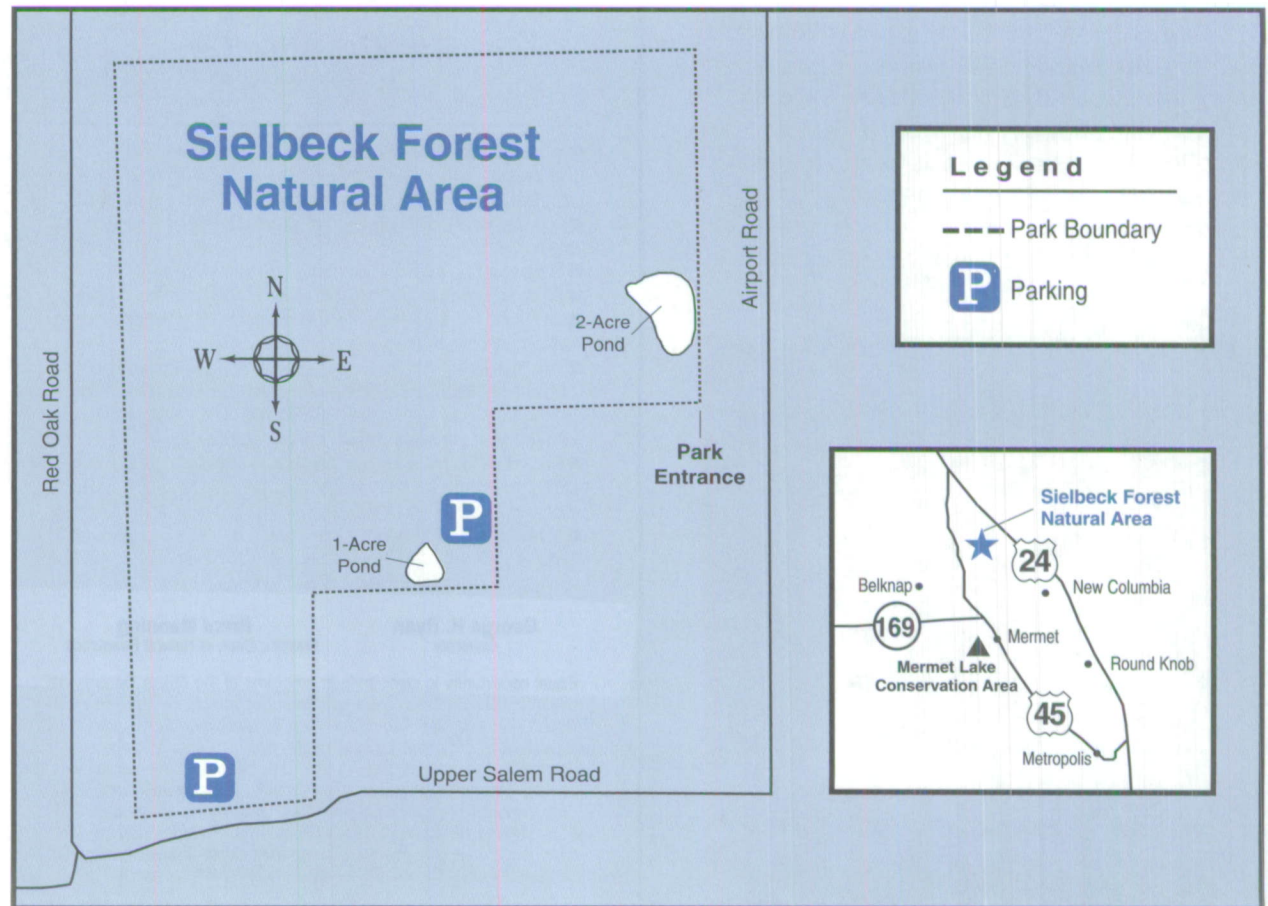 Sielbeck Forest
Natural Area
N
W
E
S
Red Oak Road
Airport Road
2-Acre
Pond
Park
Entrance
P
1-Acre
Pond
P
Upper Salem Road
Legend
Park Boundary
P
Parking
Sielbeck Forest
Natural Area
24
Belknap
New Columbia
169
Mermet
Mermet Lake
Conservation Area
Round Knob
45
Metropolis
George H. Ryan